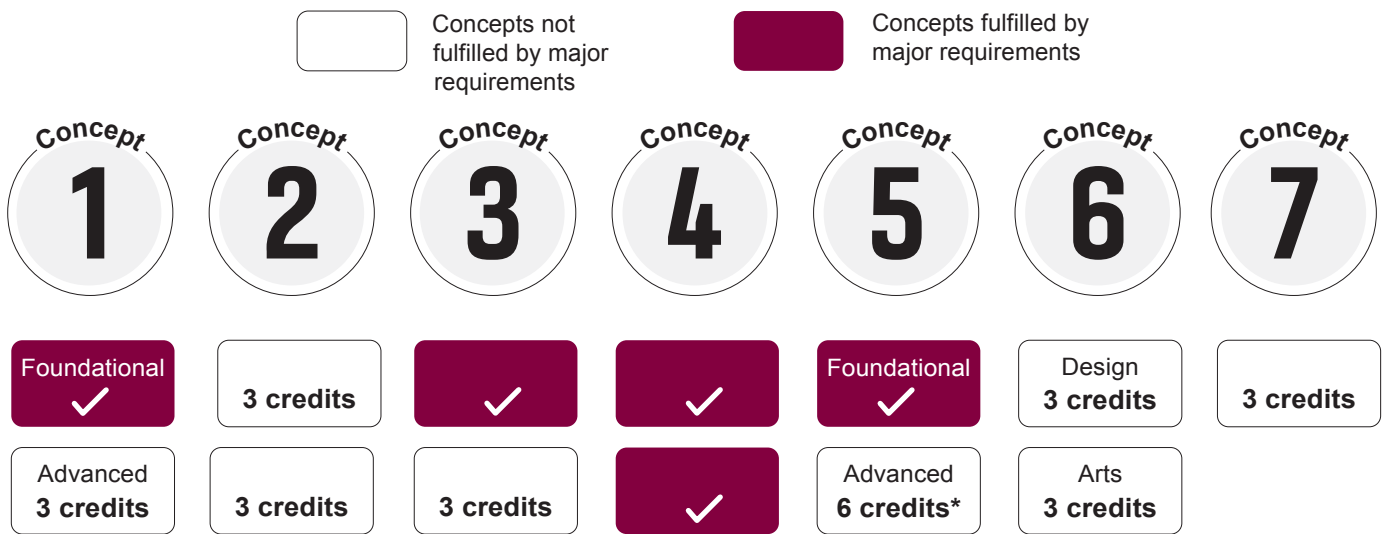 Concepts not
fulfilled by major
requirements
Concepts fulfilled by
major requirements
Concept
1
Concept
2
Concept
3
Concept
4
Concept
5
Concept
6
Concept
7
Foundational
3 credits
Foundational
Design
3 credits
3 credits
Advanced
3 credits
3 credits
3 credits
Advanced
6 credits*
Arts
3 credits